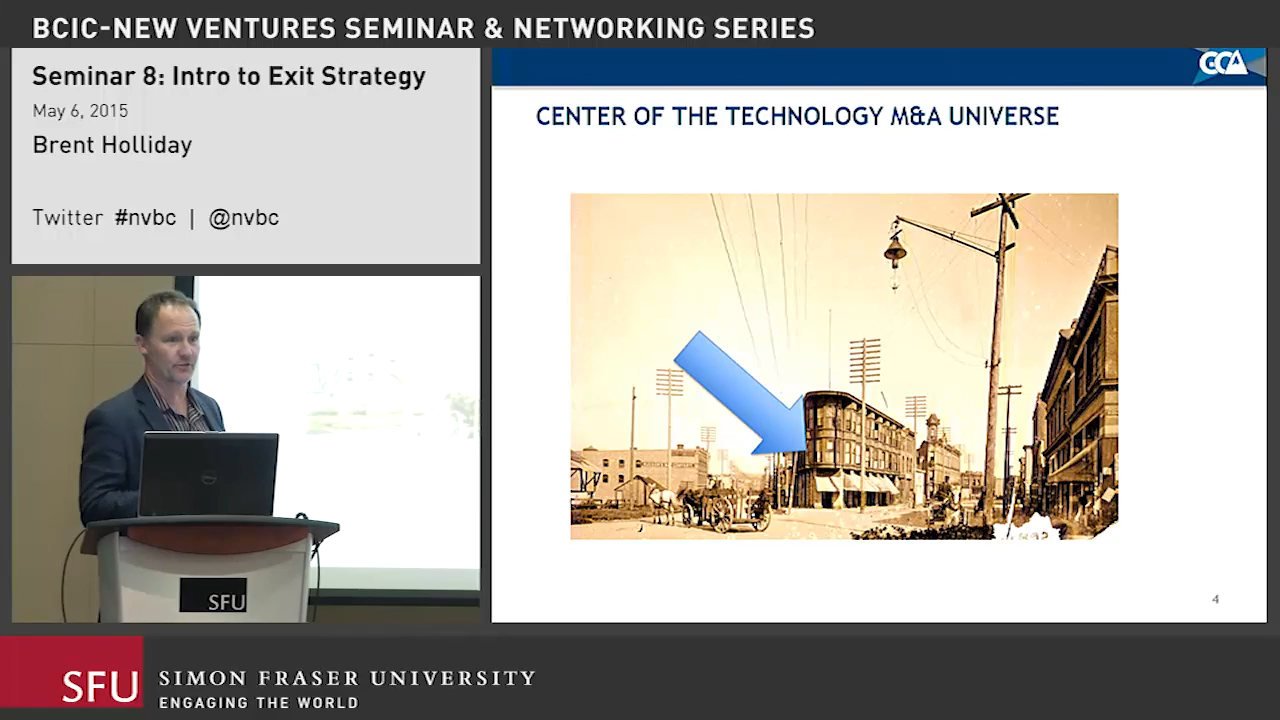 BCIC-NEW VENTURES SEMINAR & NETWORKING SERIES
Seminar 8: Intro to Exit Strategy
May 6, 2015
Brent Holliday
Twitter #nvbc | @nvbc
GCA
CENTER OF THE TECHNOLOGY M&A UNIVERSE
4
SFU
SFU SIMON FRASER UNIVERSITY
ENGAGING THE WORLD